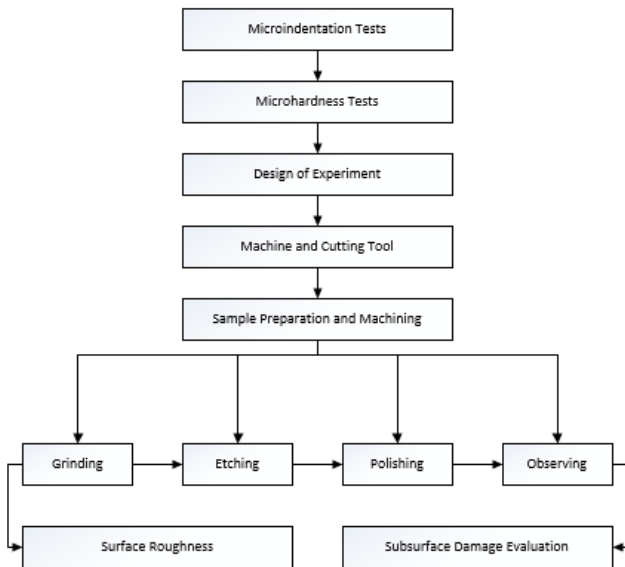 Microindentation Tests
Microhardness Tests
Design of Experiment
Machine and Cutting Tool
Sample Preparation and Machining
Grinding
Etching
Polishing
Observing
Surface Roughness
Subsurface Damage Evaluation